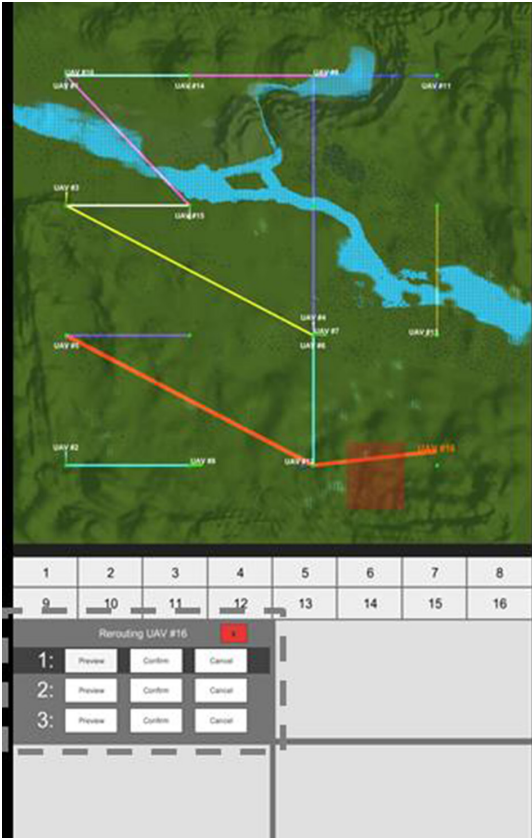 UAV #10 UAV #8
UAV #1 UAV #14 UAV #11
UAV #3
UAV #15
UAV #4
UAV #7 UAV #13
UAV #5 UAV #6
UAV #2 UAV #9 UAV #12 UAV #16
1 2 3 4 5 6 7 8
9 10 11 12 13 14 15 16
Rerouting UAV #16 x
1: Preview Confirm Cancel
2: Preview Confirm Cancel
3: Preview Confirm Cancel